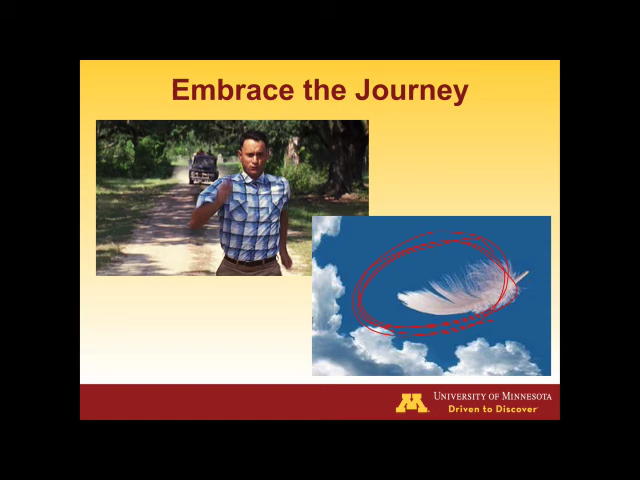 Embrace the Journey
M
UNIVERSITY OF MINNESOTA
Driven to Discover